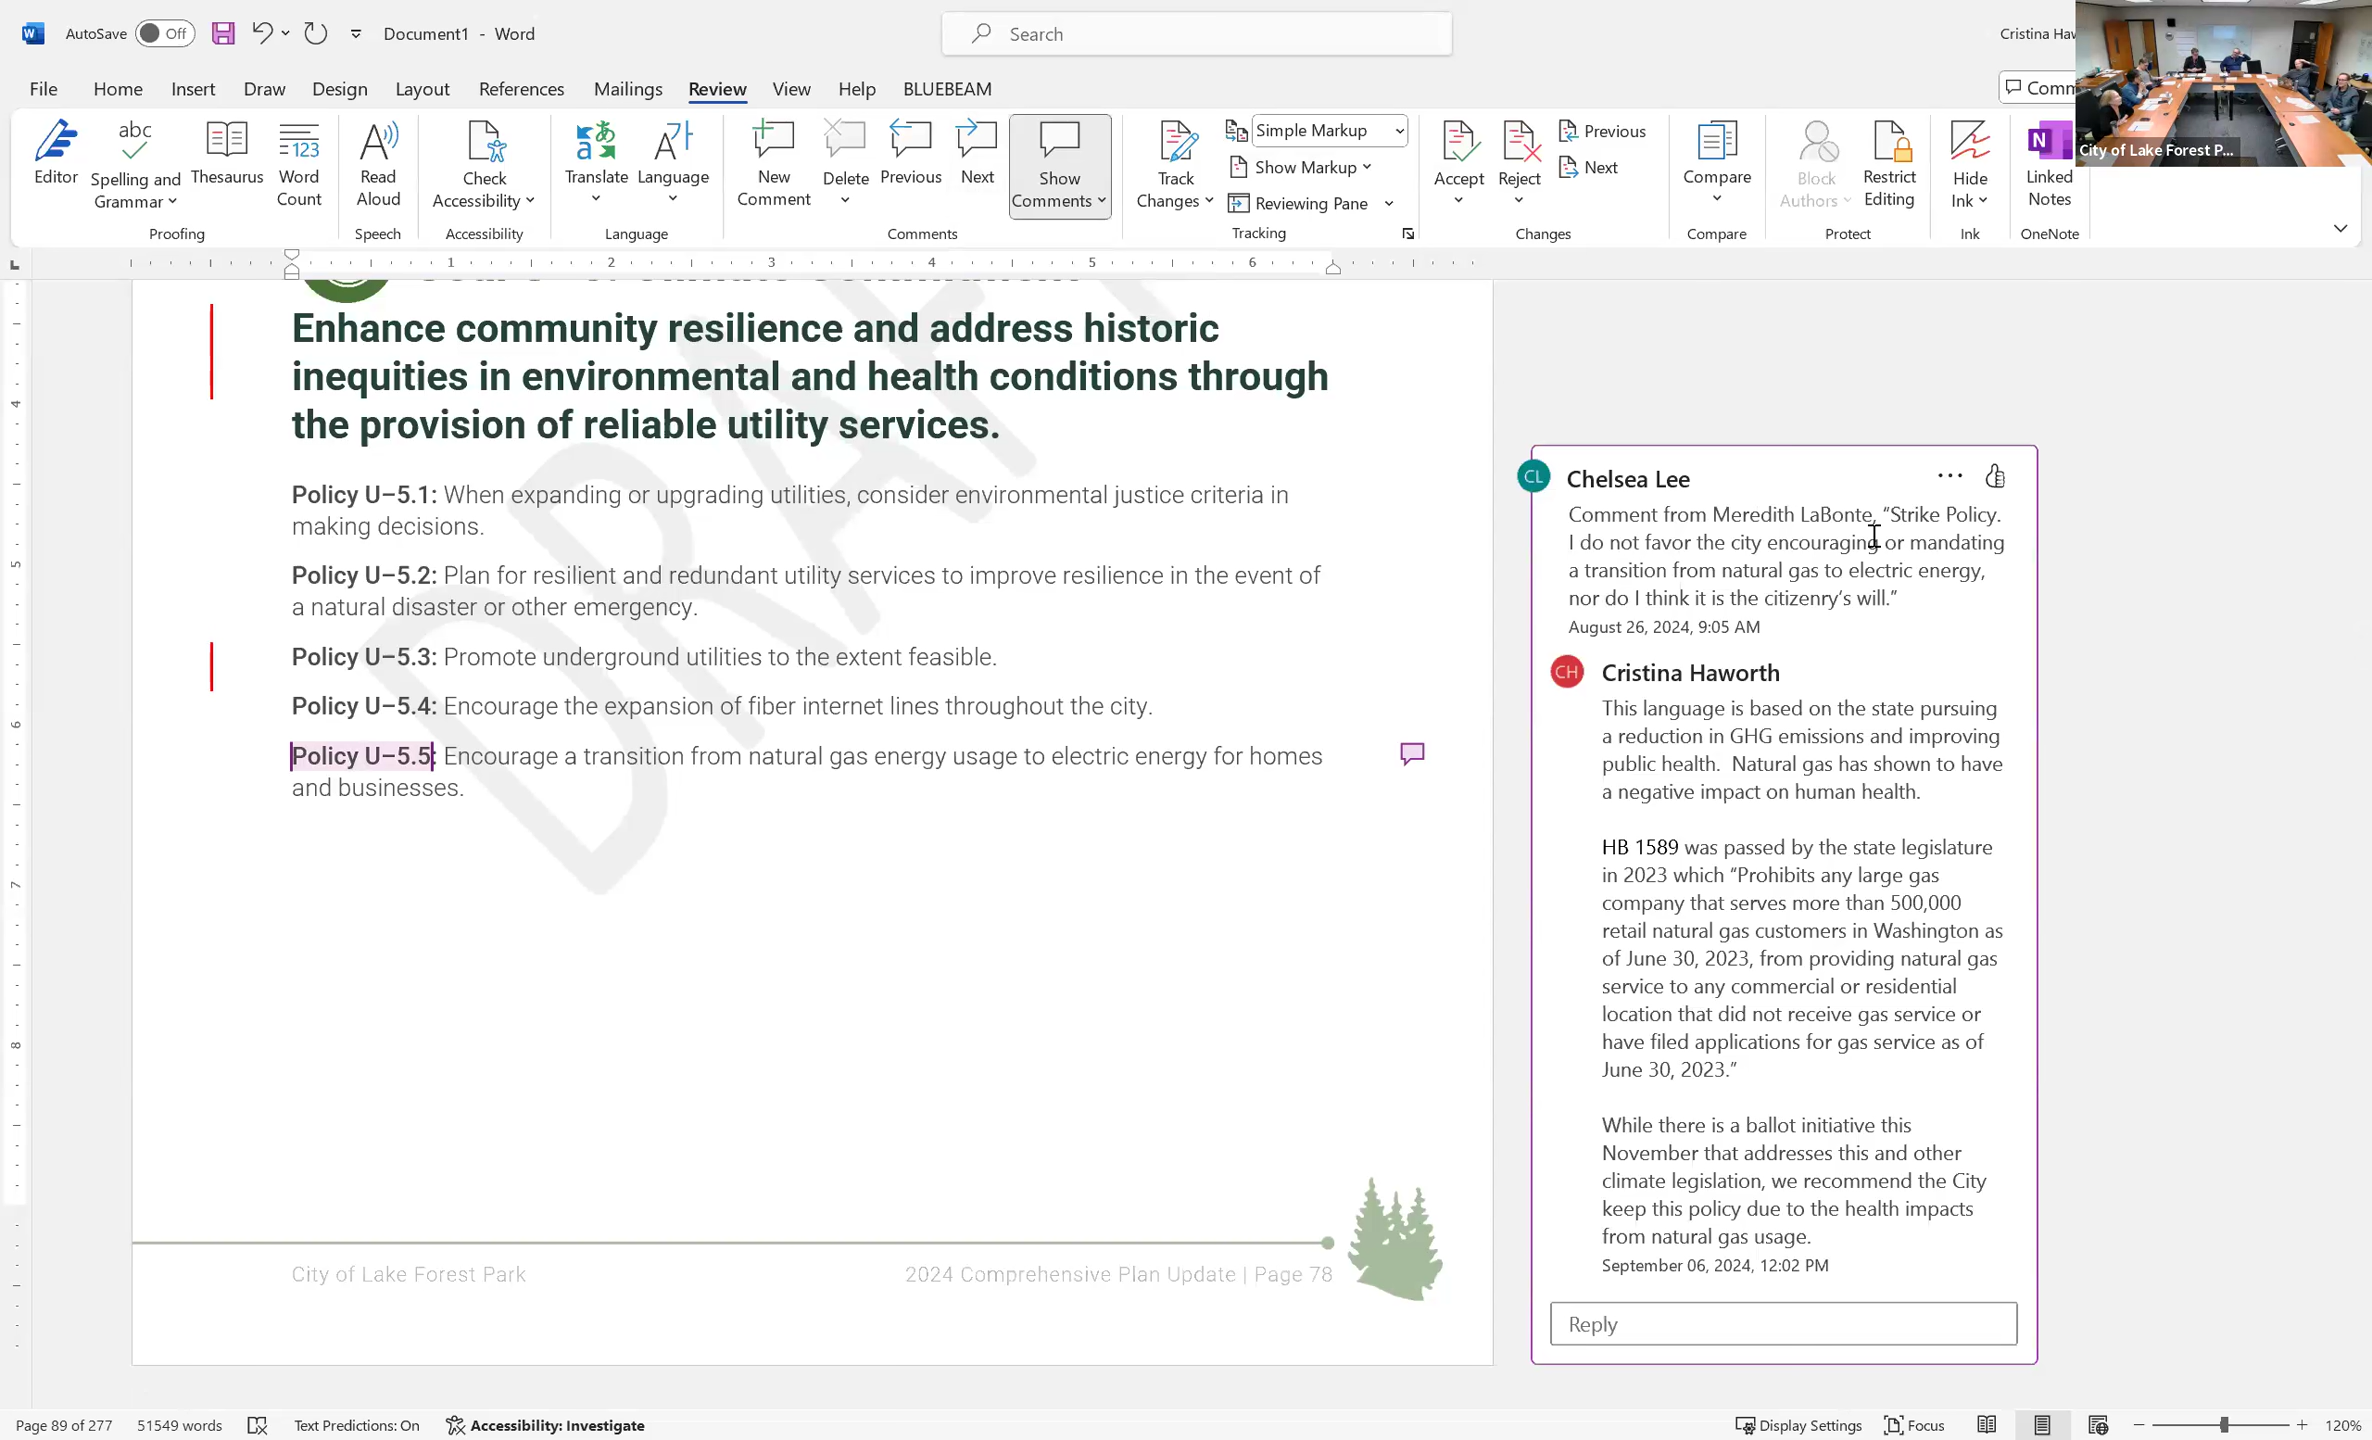 AutoSave Off Document1 - Word
Search
Cristina
File Home Insert Draw Design Layout References Mailings Review View Help BLUEBEAM
Editor
Spelling and Grammar
Thesaurus
Word Count
Proofing
Read Aloud
Speech
Check Accessibility
Accessibility
Translate
Language
Language
New Comment
Delete
Previous
Next
Show Comments
Comments
Track Changes
Simple Markup
Show Markup
Reviewing Pane
Tracking
Accept
Reject
Previous
Next
Changes
Compare
Compare
Block Authors
Restrict Editing
Protect
Hide Ink
Ink
Linked Notes
OneNote
City of Lake Forest P...
1 2 3 4 5 6
4
5
6
7
8
DRAF
Enhance community resilience and address historic
inequities in environmental and health conditions through
the provision of reliable utility services.
Policy U–5.1: When expanding or upgrading utilities, consider environmental justice criteria in
making decisions.
Policy U–5.2: Plan for resilient and redundant utility services to improve resilience in the event of
a natural disaster or other emergency.
Policy U–5.3: Promote underground utilities to the extent feasible.
Policy U–5.4: Encourage the expansion of fiber internet lines throughout the city.
Policy U–5.5: Encourage a transition from natural gas energy usage to electric energy for homes
and businesses.
City of Lake Forest Park
2024 Comprehensive Plan Update | Page 78
CL Chelsea Lee
Comment from Meredith LaBonte, “Strike Policy.
I do not favor the city encouraging or mandating
a transition from natural gas to electric energy,
nor do I think it is the citizenry’s will.”
August 26, 2024, 9:05 AM
CH Cristina Haworth
This language is based on the state pursuing
a reduction in GHG emissions and improving
public health. Natural gas has shown to have
a negative impact on human health.
HB 1589 was passed by the state legislature
in 2023 which “Prohibits any large gas
company that serves more than 500,000
retail natural gas customers in Washington as
of June 30, 2023, from providing natural gas
service to any commercial or residential
location that did not receive gas service or
have filed applications for gas service as of
June 30, 2023.”
While there is a ballot initiative this
November that addresses this and other
climate legislation, we recommend the City
keep this policy due to the health impacts
from natural gas usage.
September 06, 2024, 12:02 PM
Reply
Page 89 of 277 51549 words Text Predictions: On Accessibility: Investigate
Display Settings Focus 120%